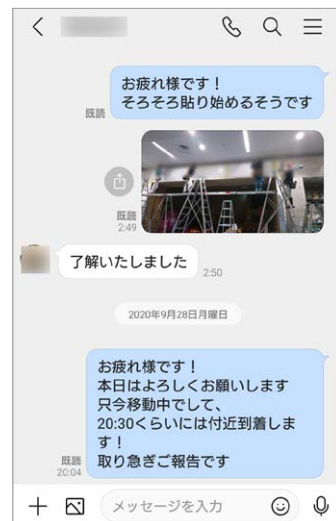 お疲れ様です！
そろそろ貼り始めるそうです
既読
既読
2:49
了解いたしました
2:50
2020年9月28日月曜日
お疲れ様です！
本日はよろしくお願いします
只今移動中でして、
20:30くらいには付近到着しま
す！
取り急ぎご報告です
既読
20:04
メッセージを入力